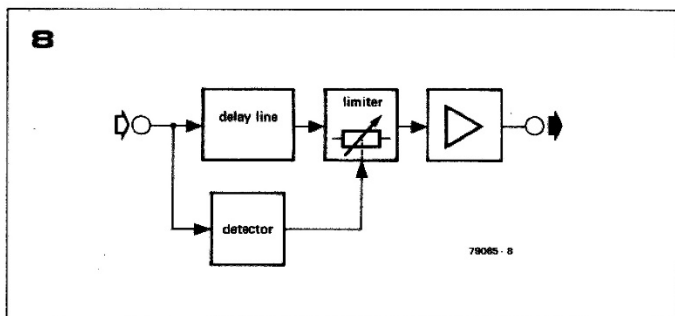 8
delay line
limiter
detector
79065 - 8